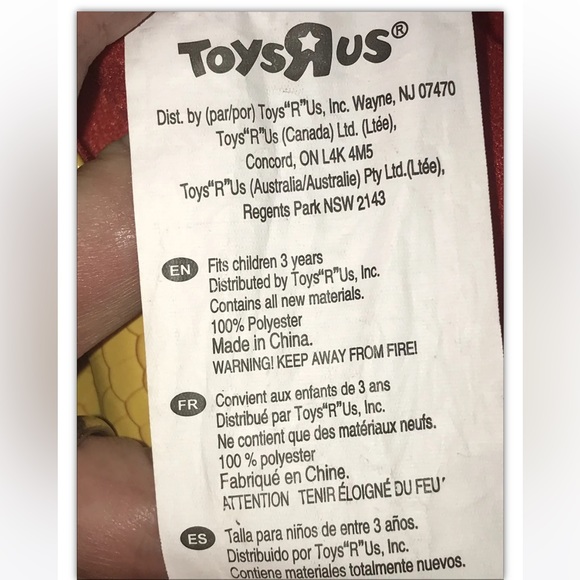 TOYSRUS®
Dist. by (par/por) Toys“R”Us, Inc. Wayne, NJ 07470
Toys“R”Us (Canada) Ltd. (Ltée),
Concord, ON L4K 4M5
Toys“R”Us (Australia/Australie) Pty Ltd.(Ltée),
Regents Park NSW 2143
EN Fits children 3 years
Distributed by Toys“R”Us, Inc.
Contains all new materials.
100% Polyester
Made in China.
WARNING! KEEP AWAY FROM FIRE!
FR Convient aux enfants de 3 ans
Distribué par Toys“R”Us, Inc.
Ne contient que des matériaux neufs.
100 % polyester
Fabriqué en Chine.
ATTENTION TENIR ÉLOIGNÉ DU FEU
ES Talla para niños de entre 3 años.
Distribuido por Toys“R”Us, Inc.
Contiene materiales totalmente nuevos.